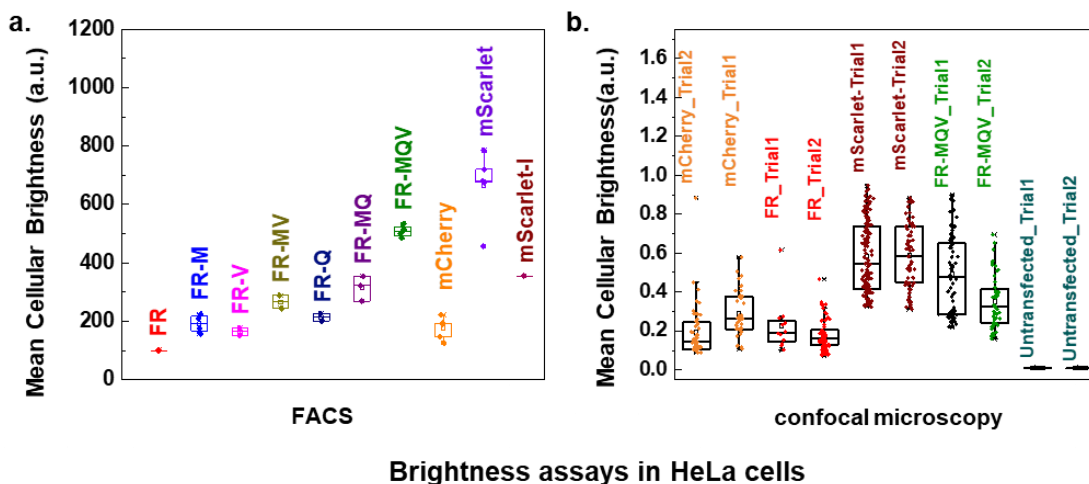 a.
Mean Cellular Brightness (a.u.)
1200
1000
800
600
400
200
0
FR
FR-M
FR-V
FR-MV
FR-Q
FR-MQ
FR-MQV
mCherry
mScarlet
mScarlet-I
FACS
b.
Mean Cellular Brightness(a.u.)
1.6
1.4
1.2
1.0
0.8
0.6
0.4
0.2
0.0
mCherry_Trial2
mCherry_Trial1
FR_Trial1
FR_Trial2
mScarlet-Trial1
mScarlet-Trial2
FR-MQV_Trial1
FR-MQV_Trial2
Untransfected_Trial1
Untransfected_Trial2
confocal microscopy
Brightness assays in HeLa cells